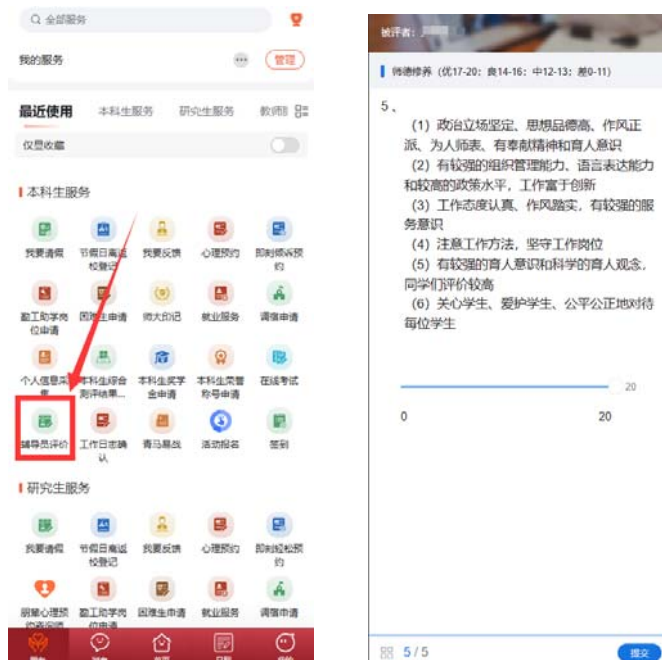 全部服务
我的服务
管理
最近使用
本科生服务
研究生服务
仅显收藏
本科生服务
我要请假
节假日离返校登记
我要反馈
心理预约
即刻倾诉预约
勤工助学岗位申请
困难生申请
师大印记
就业服务
调宿申请
个人信息采集
本科生综合测评结果...
本科生奖学金申请
本科生荣誉称号申请
在线考试
辅导员评价
工作日志确认
青马易战
活动报名
签到
研究生服务
我要请假
节假日离返校登记
我要反馈
心理预约
即刻轻松预约
朋辈心理预约咨询师
勤工助学岗位申请
困难生申请
就业服务
调宿申请
被评者:
师德修养 (优17-20; 良14-16; 中12-13; 差0-11)
5、
(1) 政治立场坚定、思想品德高、作风正
派、为人师表、有奉献精神和育人意识
(2) 有较强的组织管理能力、语言表达能力
和较高的政策水平，工作富于创新
(3) 工作态度认真、作风踏实，有较强的服
务意识
(4) 注意工作方法，坚守工作岗位
(5) 有较强的育人意识和科学的育人观念，
同学们评价较高
(6) 关心学生、爱护学生、公平公正地对待
每位学生
20
0
20
5 / 5
提交